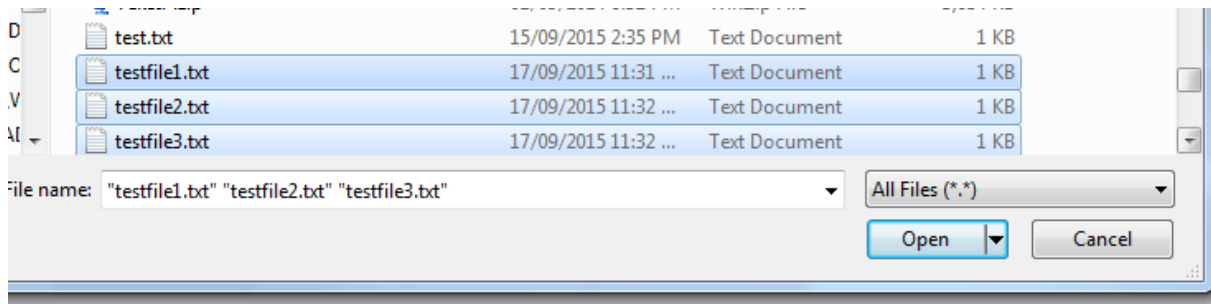 D
test.txt 15/09/2015 2:35 PM Text Document 1 KB
testfile1.txt 17/09/2015 11:31 ... Text Document 1 KB
testfile2.txt 17/09/2015 11:32 ... Text Document 1 KB
testfile3.txt 17/09/2015 11:32 ... Text Document 1 KB
File name: "testfile1.txt" "testfile2.txt" "testfile3.txt" All Files (*.*)
Open Cancel